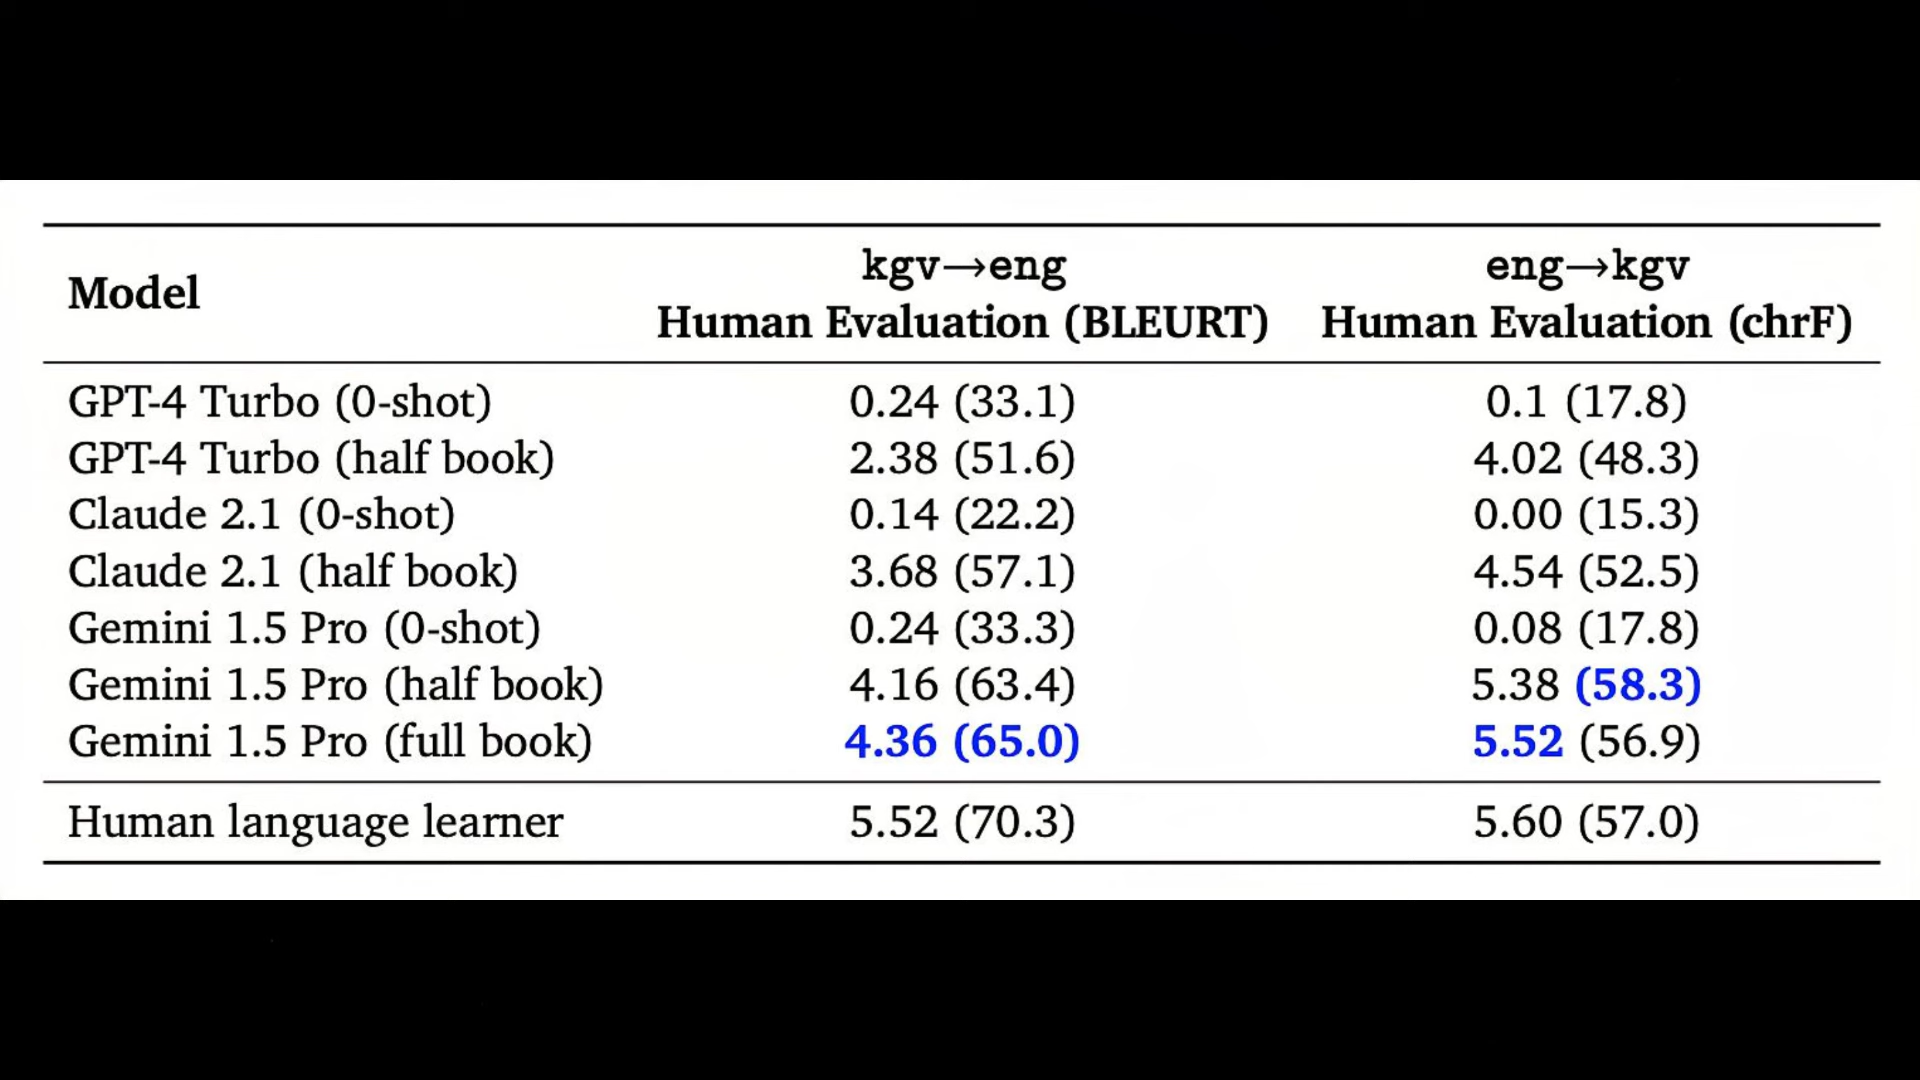 Model kgv→eng eng→kgv
Human Evaluation (BLEURT) Human Evaluation (chrF)
GPT-4 Turbo (0-shot) 0.24 (33.1) 0.1 (17.8)
GPT-4 Turbo (half book) 2.38 (51.6) 4.02 (48.3)
Claude 2.1 (0-shot) 0.14 (22.2) 0.00 (15.3)
Claude 2.1 (half book) 3.68 (57.1) 4.54 (52.5)
Gemini 1.5 Pro (0-shot) 0.24 (33.3) 0.08 (17.8)
Gemini 1.5 Pro (half book) 4.16 (63.4) 5.38 (58.3)
Gemini 1.5 Pro (full book) 4.36 (65.0) 5.52 (56.9)
Human language learner 5.52 (70.3) 5.60 (57.0)